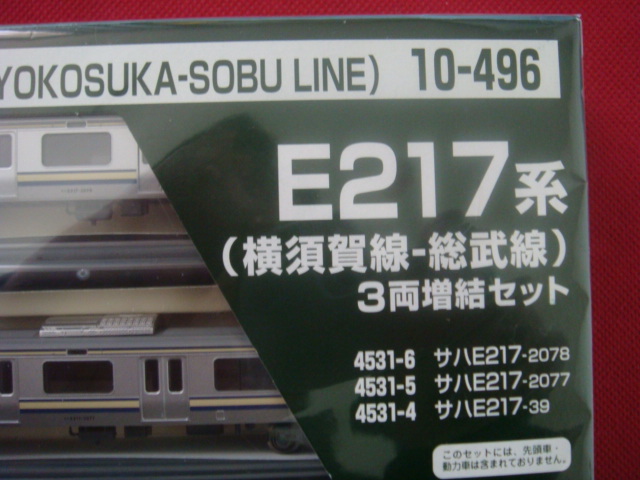 YOKOSUKA-SOBU LINE) 10-496
E217系
(横須賀線-総武線)
3両増結セット
4531-6 サハE217-2078
4531-5 サハE217-2077
4531-4 サハE217-39
このセットには、先頭車・
動力車は含まれておりません。